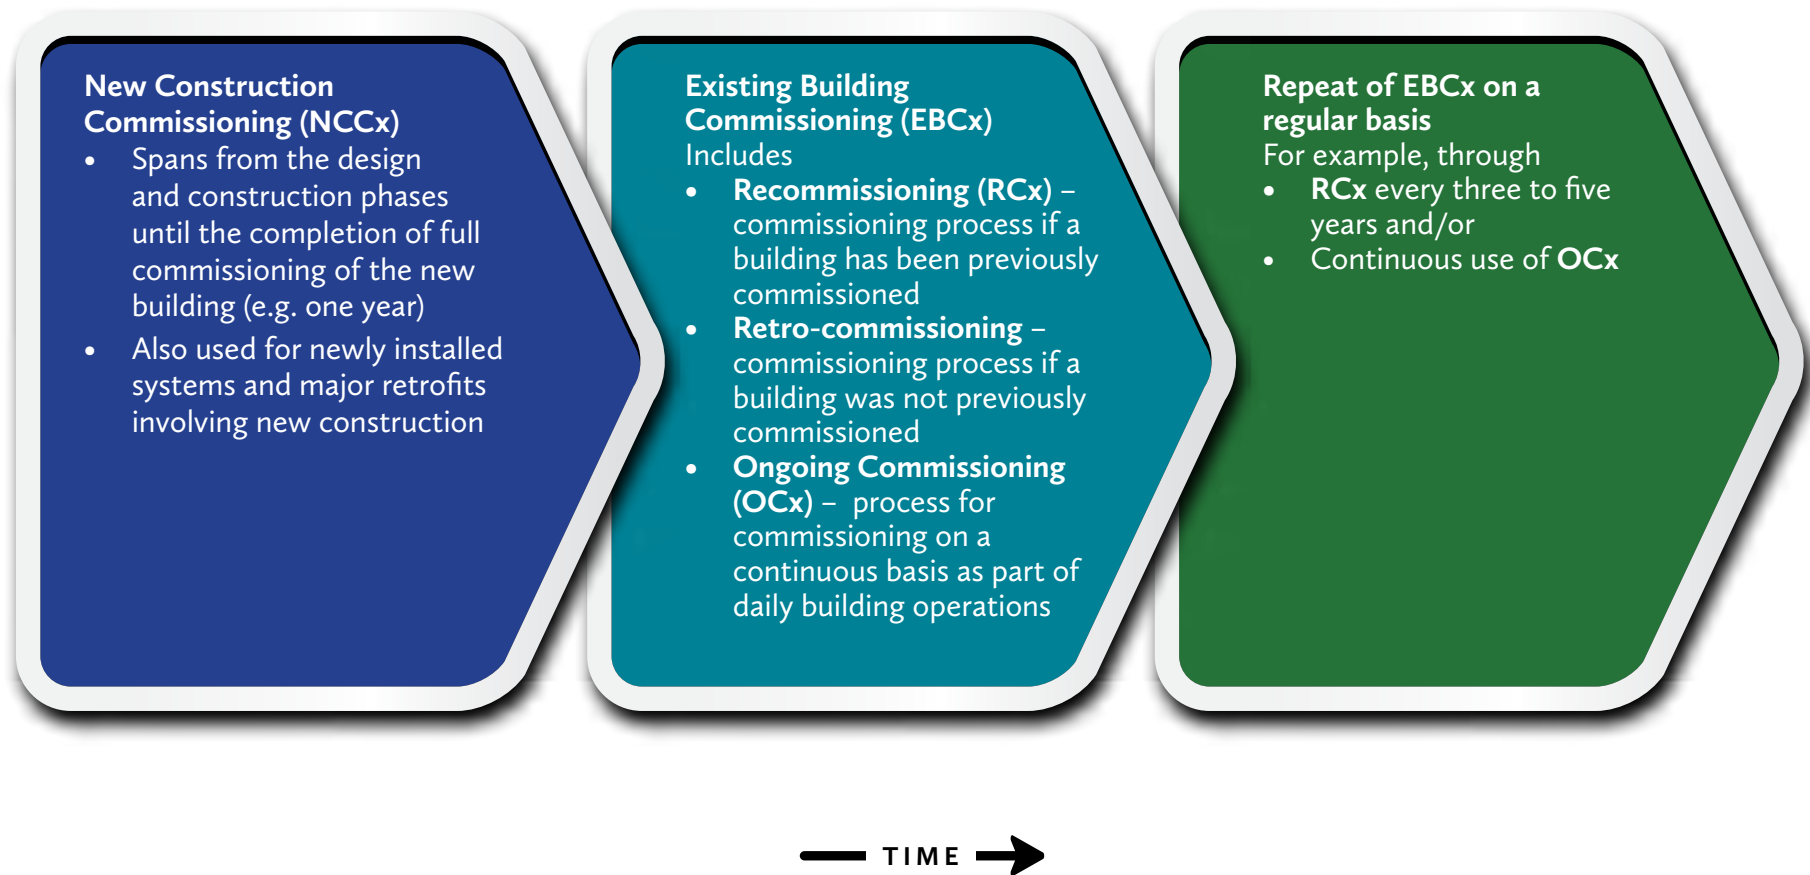 New Construction
Commissioning (NCCx)
• Spans from the design
and construction phases
until the completion of full
commissioning of the new
building (e.g. one year)
• Also used for newly installed
systems and major retrofits
involving new construction
Existing Building
Commissioning (EBCx)
Includes
• Recommissioning (RCx) –
commissioning process if a
building has been previously
commissioned
• Retro-commissioning –
commissioning process if a
building was not previously
commissioned
• Ongoing Commissioning
(OCx) – process for
commissioning on a
continuous basis as part of
daily building operations
Repeat of EBCx on a
regular basis
For example, through
• RCx every three to five
years and/or
• Continuous use of OCx
TIME